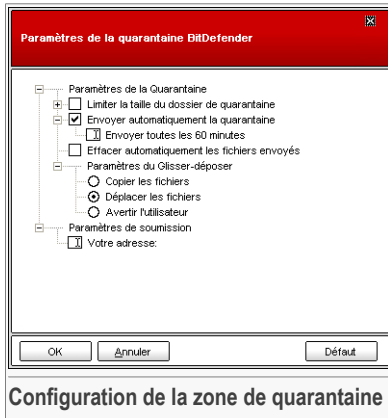 Paramètres de la quarantaine BitDefender
Paramètres de la Quarantaine
Limiter la taille du dossier de quarantaine
Envoyer automatiquement la quarantaine
Envoyer toutes les 60 minutes
Effacer automatiquement les fichiers envoyés
Paramètres du Glisser-déposer
Copier les fichiers
Déplacer les fichiers
Avertir l'utilisateur
Paramètres de soumission
Votre adresse:
OK Annuler Défaut
Configuration de la zone de quarantaine